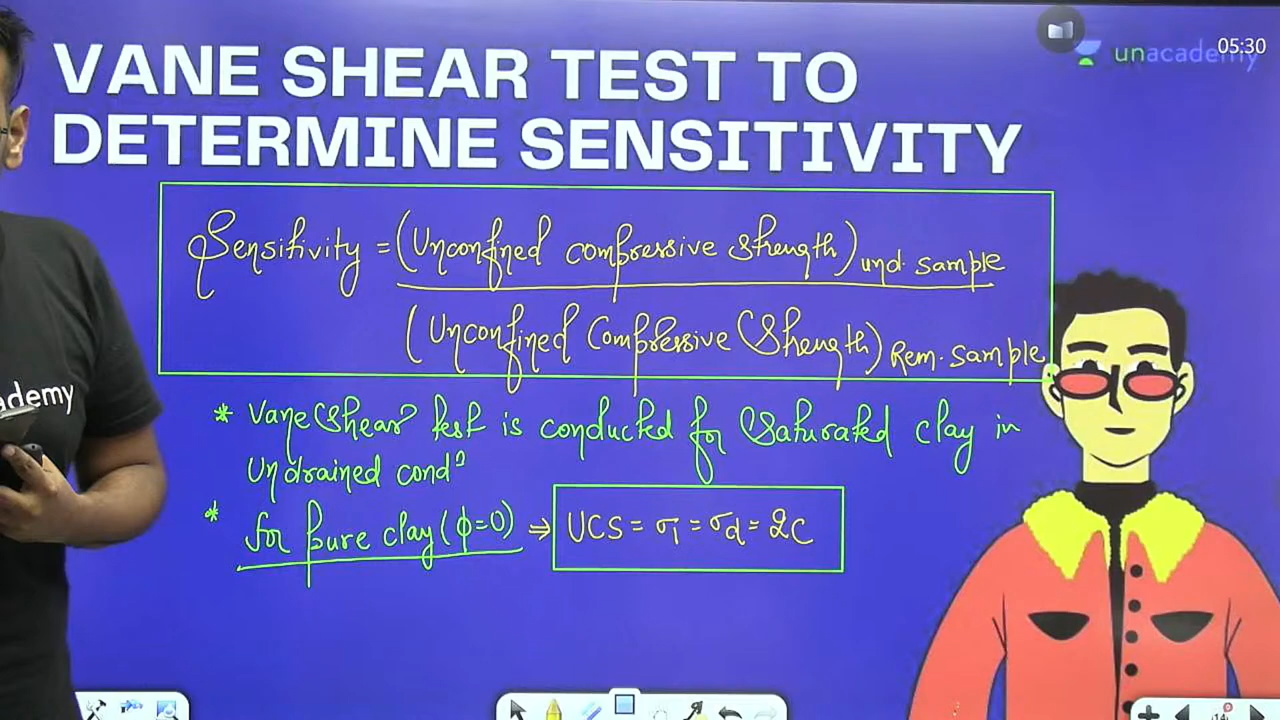 05:30
unacademy
VANE SHEAR TEST TO
DETERMINE SENSITIVITY
Sensitivity = (Unconfined compressive strength) und. sample
(Unconfined Compressive Strength) Rem. sample
ademy
* Vane Shear test is conducted for Saturated clay in
Undrained condⁿ
* for pure clay (ϕ=0) ⇒ UCS = σ₁ = σd = 2C